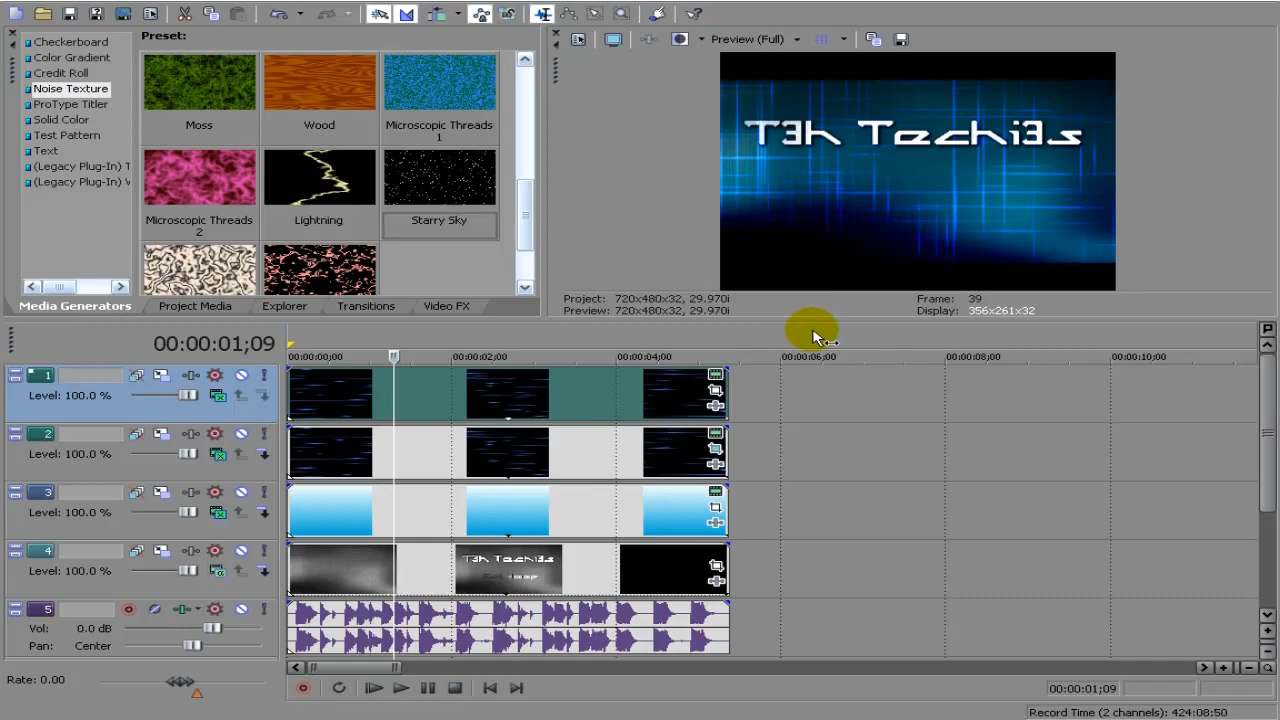 Preset:
Checkerboard
Color Gradient
Credit Roll
Noise Texture
ProType Titler
Solid Color
Test Pattern
Text
(Legacy Plug-In) T
(Legacy Plug-In) V
Moss
Wood
Microscopic Threads
1
Microscopic Threads
2
Lightning
Starry Sky
Media Generators
Project Media
Explorer
Transitions
Video FX
Preview (Full)
T3h Techi3s
Project: 720x480x32, 29.970i
Frame: 39
Preview: 720x480x32, 29.970i
Display: 356x261x32
00:00:01;09
00:00:00;00
00:00:02;00
00:00:04;00
00:00:06;00
00:00:08;00
00:00:10;00
1
Level: 100.0 %
2
Level: 100.0 %
3
Level: 100.0 %
4
Level: 100.0 %
T3h Techi3s
5
Vol: 0.0 dB
Pan: Center
Rate: 0.00
00:00:01;09
Record Time (2 channels): 424:08:50